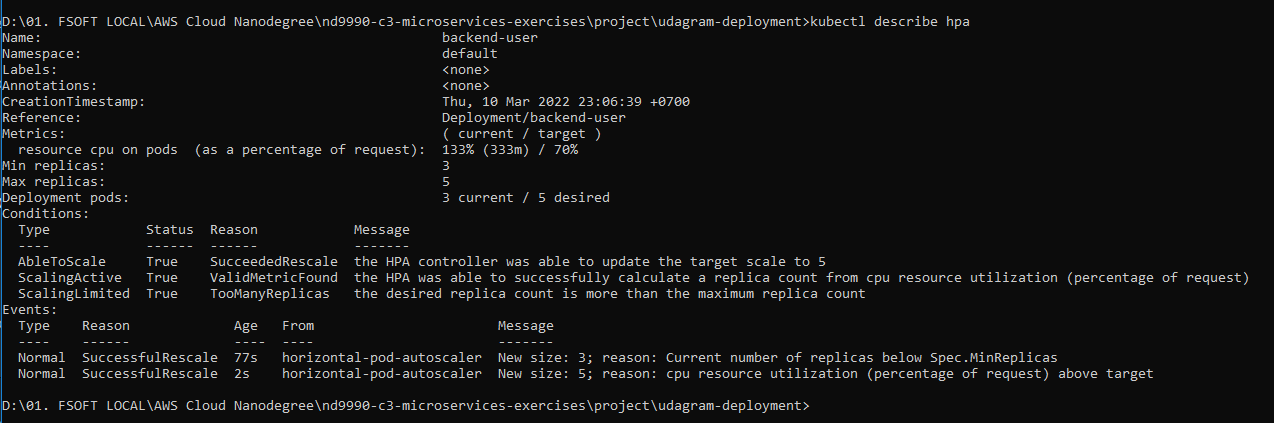 D:\01. FSOFT LOCAL\AWS Cloud Nanodegree\nd9990-c3-microservices-exercises\project\udagram-deployment>kubectl describe hpa
Name:                                                  backend-user
Namespace:                                             default
Labels:                                                <none>
Annotations:                                           <none>
CreationTimestamp:                                     Thu, 10 Mar 2022 23:06:39 +0700
Reference:                                             Deployment/backend-user
Metrics:                                               ( current / target )
  resource cpu on pods  (as a percentage of request):  133% (333m) / 70%
Min replicas:                                          3
Max replicas:                                          5
Deployment pods:                                       3 current / 5 desired
Conditions:
  Type            Status  Reason            Message
  ----            ------  ------            -------
  AbleToScale     True    SucceededRescale  the HPA controller was able to update the target scale to 5
  ScalingActive   True    ValidMetricFound  the HPA was able to successfully calculate a replica count from cpu resource utilization (percentage of request)
  ScalingLimited  True    TooManyReplicas   the desired replica count is more than the maximum replica count
Events:
  Type    Reason             Age   From                       Message
  ----    ------             ----  ----                       -------
  Normal  SuccessfulRescale  77s   horizontal-pod-autoscaler  New size: 3; reason: Current number of replicas below Spec.MinReplicas
  Normal  SuccessfulRescale  2s    horizontal-pod-autoscaler  New size: 5; reason: cpu resource utilization (percentage of request) above target
D:\01. FSOFT LOCAL\AWS Cloud Nanodegree\nd9990-c3-microservices-exercises\project\udagram-deployment>